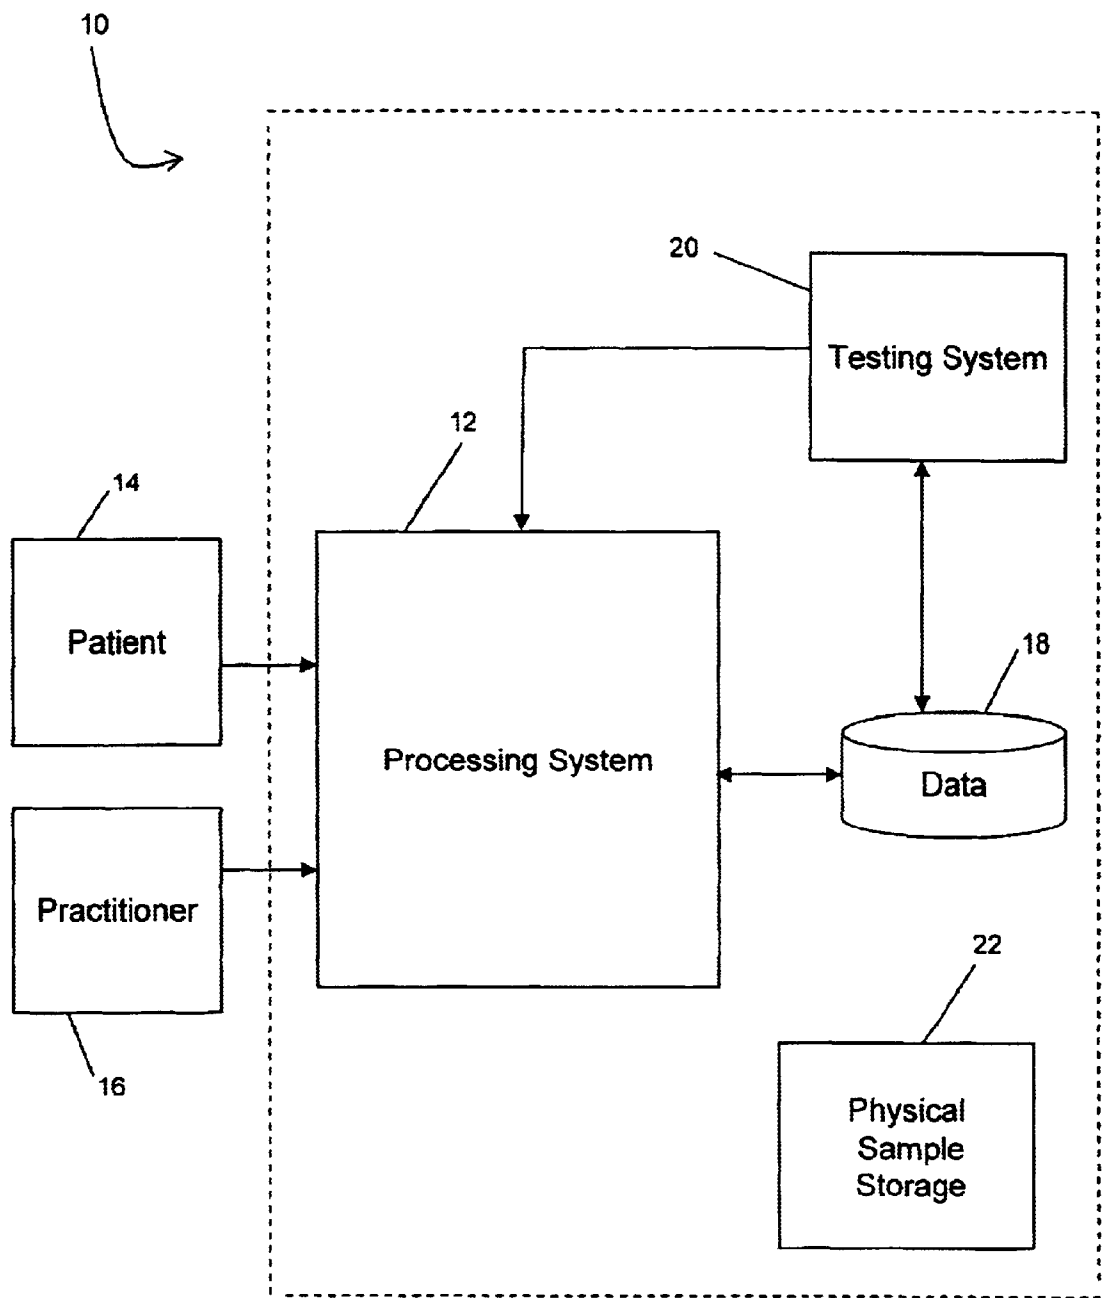 10
20
Testing System
12
14
Patient
Processing System
18
Data
Practitioner
16
22
Physical
Sample
Storage